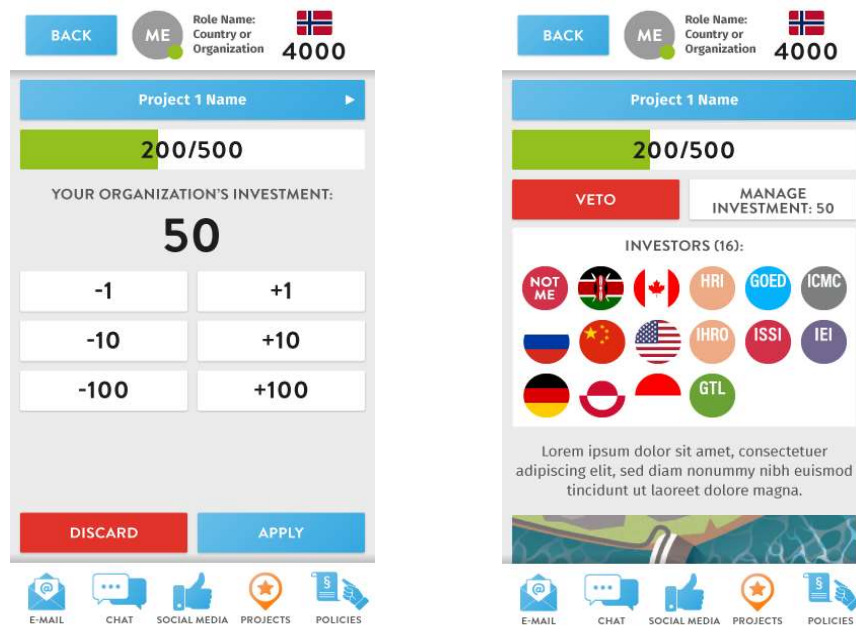 BACK
ME
Role Name:
Country or
Organization
4000
Project 1 Name
200/500
YOUR ORGANIZATION'S INVESTMENT:
50
-1
+1
-10
+10
-100
+100
DISCARD
APPLY
@
§
E-MAIL
CHAT
SOCIAL MEDIA
PROJECTS
POLICIES
BACK
ME
Role Name:
Country or
Organization
4000
Project 1 Name
200/500
VETO
MANAGE
INVESTMENT: 50
INVESTORS (16):
NOT
ME
HRI
GOED
ICMC
IHRO
ISSI
IEI
GTL
Lorem ipsum dolor sit amet, consectetuer
adipiscing elit, sed diam nonummy nibh euismod
tincidunt ut laoreet dolore magna.
@
§
E-MAIL
CHAT
SOCIAL MEDIA
PROJECTS
POLICIES